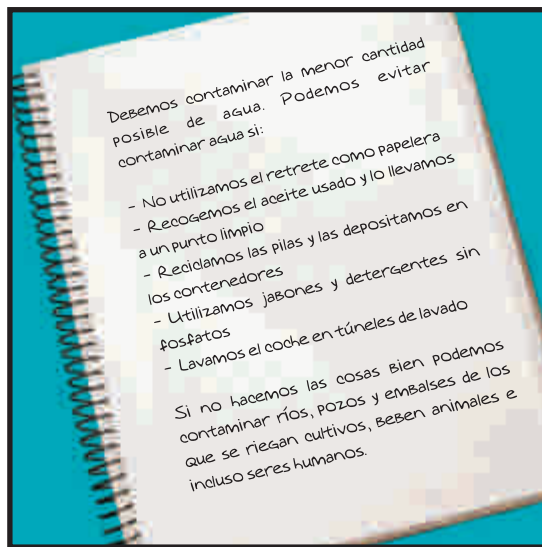 Debemos contaminar la menor cantidad
posible de agua. Podemos evitar
contaminar agua si:
- No utilizamos el retrete como papelera
- Recogemos el aceite usado y lo llevamos
a un punto limpio
- Reciclamos las pilas y las depositamos en
los contenedores
- Utilizamos jabones y detergentes sin
fosfatos
- Lavamos el coche en túneles de lavado
Si no hacemos las cosas bien podemos
contaminar ríos, pozos y embalses de los
que se riegan cultivos, beben animales e
incluso seres humanos.